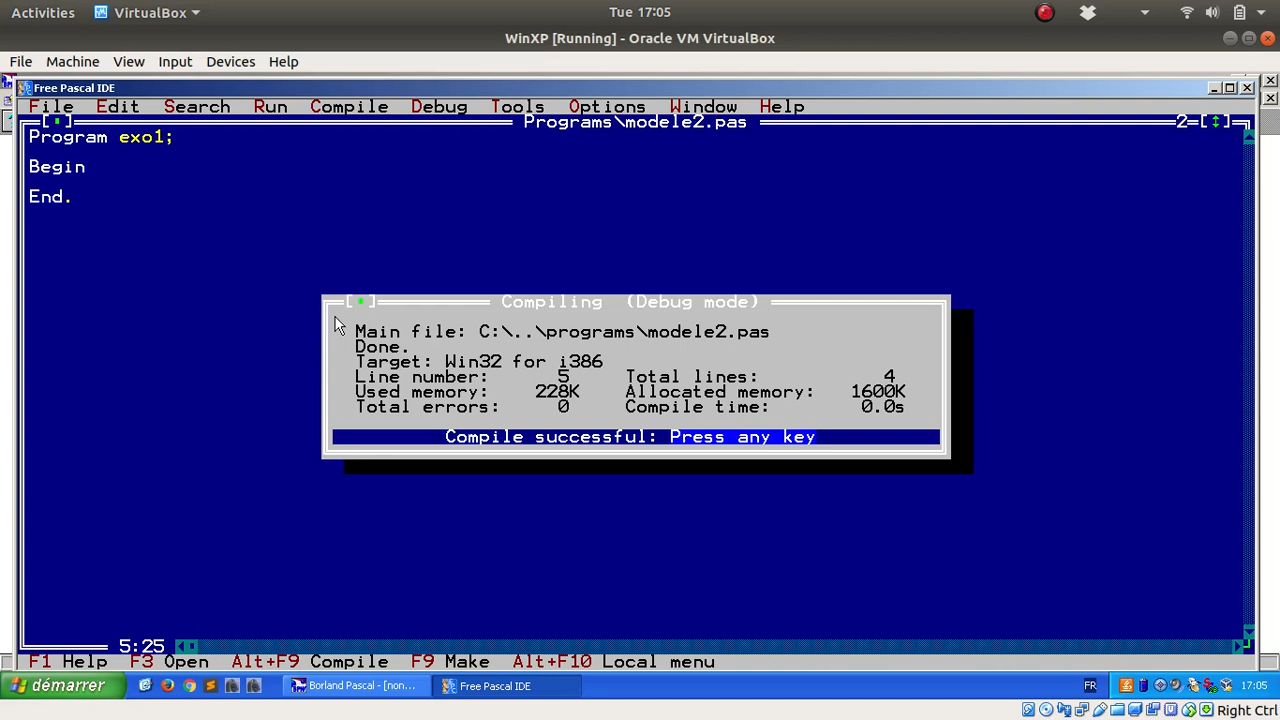 Activities VirtualBox Tue 17:05
WinXP [Running] - Oracle VM VirtualBox
File Machine View Input Devices Help
Free Pascal IDE
File Edit Search Run Compile Debug Tools Options Window Help
Programs\modele2.pas 2=[↕]
Program exo1;
Begin
End.
Compiling (Debug mode)
Main file: C:\..\programs\modele2.pas
Done.
Target: Win32 for i386
Line number: 5 Total lines: 4
Used memory: 228K Allocated memory: 1600K
Total errors: 0 Compile time: 0.0s
Compile successful: Press any key
5:25
F1 Help F3 Open Alt+F9 Compile F9 Make Alt+F10 Local menu
démarrer Borland Pascal - [non... Free Pascal IDE FR 17:05
Right Ctrl